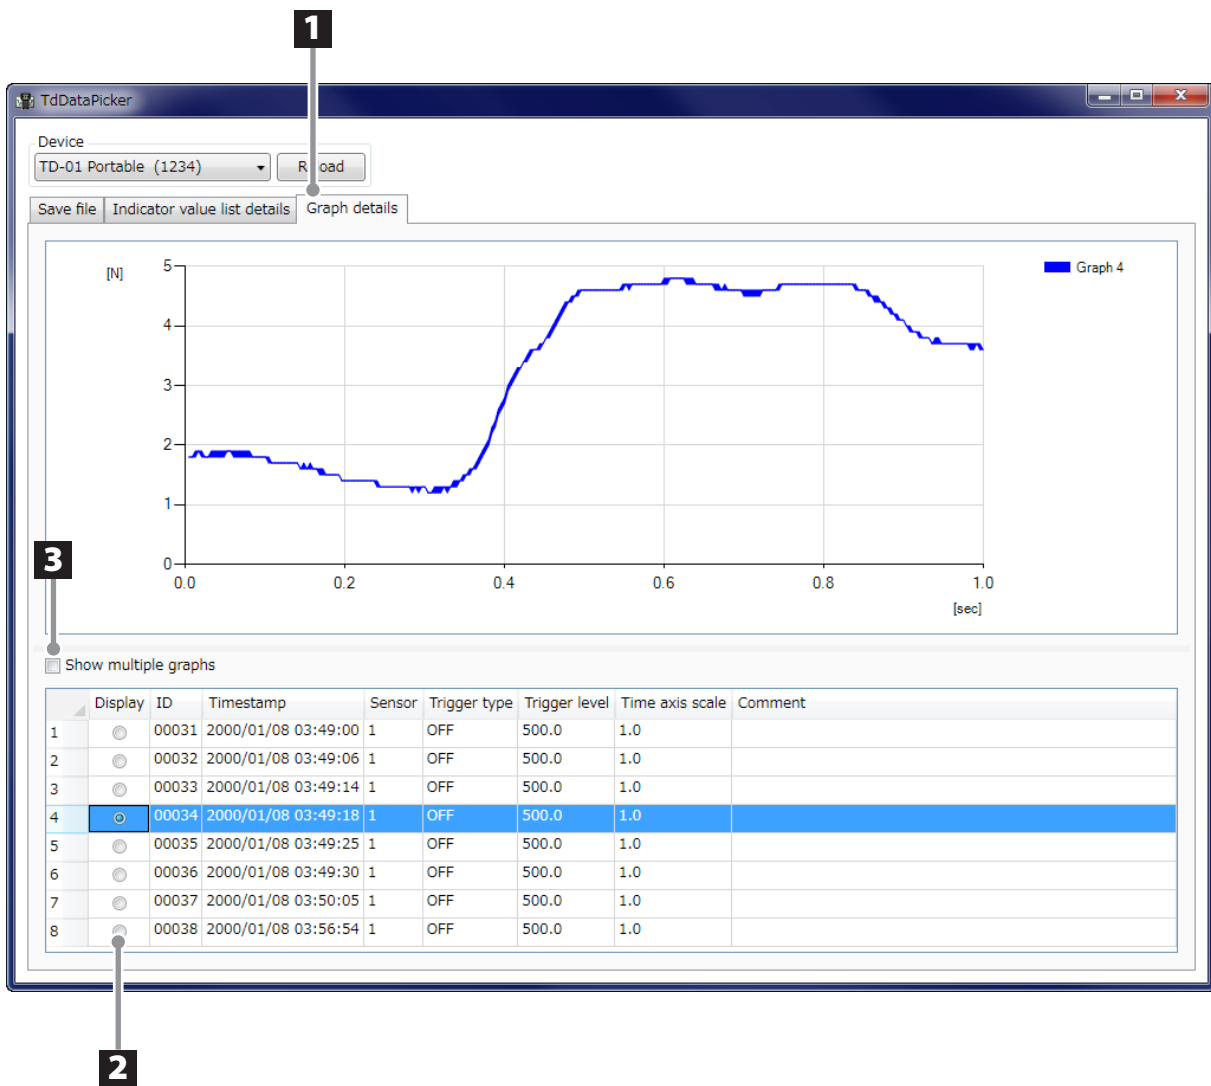 1
TdDataPicker
Device
TD-01 Portable (1234)
R oad
Save file Indicator value list details Graph details
[N]
5
4
3
2
1
0
0.0 0.2 0.4 0.6 0.8 1.0
[sec]
Graph 4
3
Show multiple graphs
Display ID Timestamp Sensor Trigger type Trigger level Time axis scale Comment
1 00031 2000/01/08 03:49:00 1 OFF 500.0 1.0
2 00032 2000/01/08 03:49:06 1 OFF 500.0 1.0
3 00033 2000/01/08 03:49:14 1 OFF 500.0 1.0
4 00034 2000/01/08 03:49:18 1 OFF 500.0 1.0
5 00035 2000/01/08 03:49:25 1 OFF 500.0 1.0
6 00036 2000/01/08 03:49:30 1 OFF 500.0 1.0
7 00037 2000/01/08 03:50:05 1 OFF 500.0 1.0
8 00038 2000/01/08 03:56:54 1 OFF 500.0 1.0
2